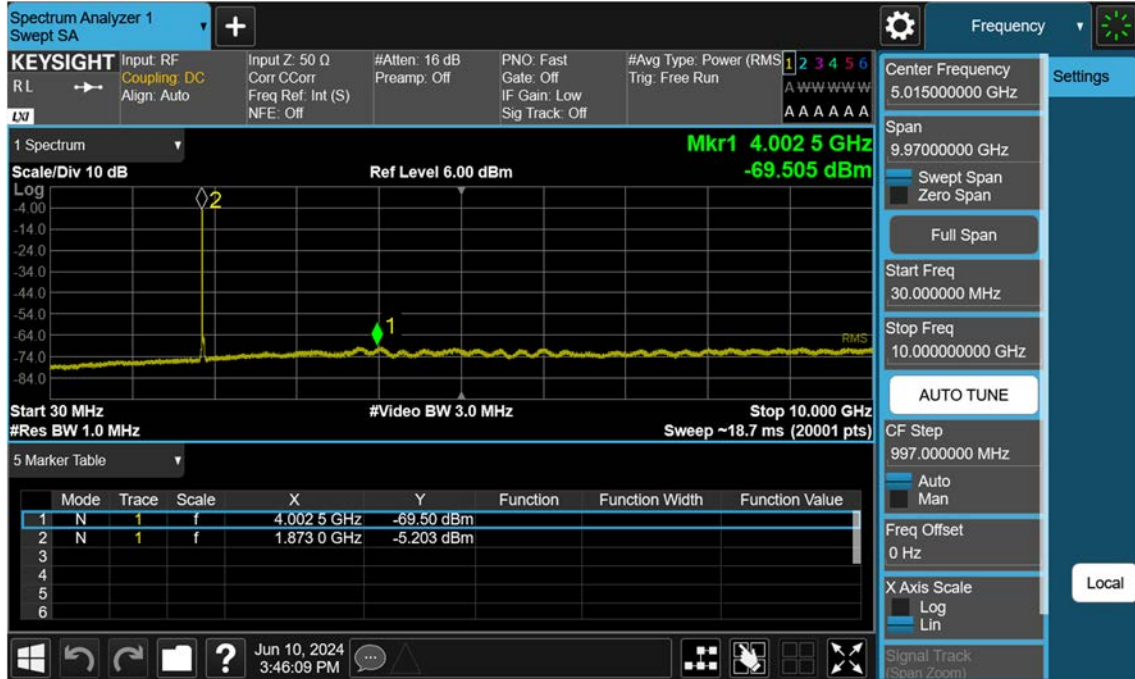 Spectrum Analyzer 1
Swept SA
+
Frequency
KEYSIGHT
R L
LXI
Input: RF
Coupling: DC
Align: Auto
Input Z: 50 Ω
Corr CCorr
Freq Ref: Int (S)
NFE: Off
#Atten: 16 dB
Preamp: Off
PNO: Fast
Gate: Off
IF Gain: Low
Sig Track: Off
#Avg Type: Power (RMS
Trig: Free Run
1 2 3 4 5 6
A W W W W W
A A A A A A
1 Spectrum
Mkr1 4.002 5 GHz
-69.505 dBm
Scale/Div 10 dB
Ref Level 6.00 dBm
Log
-4.00
-14.0
-24.0
-34.0
-44.0
-54.0
-64.0
-74.0
-84.0
2
1
RMS
Start 30 MHz
#Video BW 3.0 MHz
Stop 10.000 GHz
#Res BW 1.0 MHz
Sweep ~18.7 ms (20001 pts)
5 Marker Table
Mode Trace Scale X Y Function Function Width Function Value
1 N 1 f 4.002 5 GHz -69.50 dBm
2 N 1 f 1.873 0 GHz -5.203 dBm
3
4
5
6
?
Jun 10, 2024
3:46:09 PM
Center Frequency
5.015000000 GHz
Span
9.97000000 GHz
Swept Span
Zero Span
Full Span
Start Freq
30.000000 MHz
Stop Freq
10.000000000 GHz
AUTO TUNE
CF Step
997.000000 MHz
Auto
Man
Freq Offset
0 Hz
X Axis Scale
Log
Lin
Signal Track
(Span Zoom)
Settings
Local